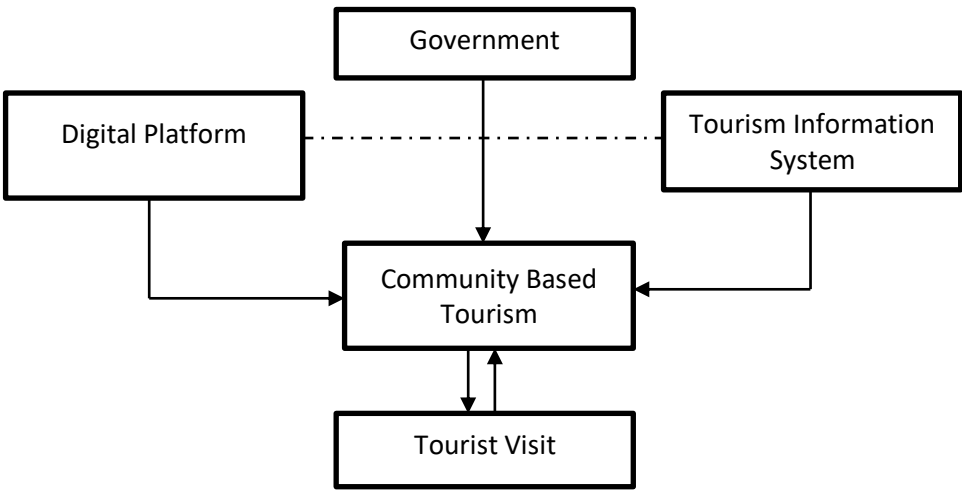 Government
Digital Platform
Tourism Information
System
Community Based
Tourism
Tourist Visit